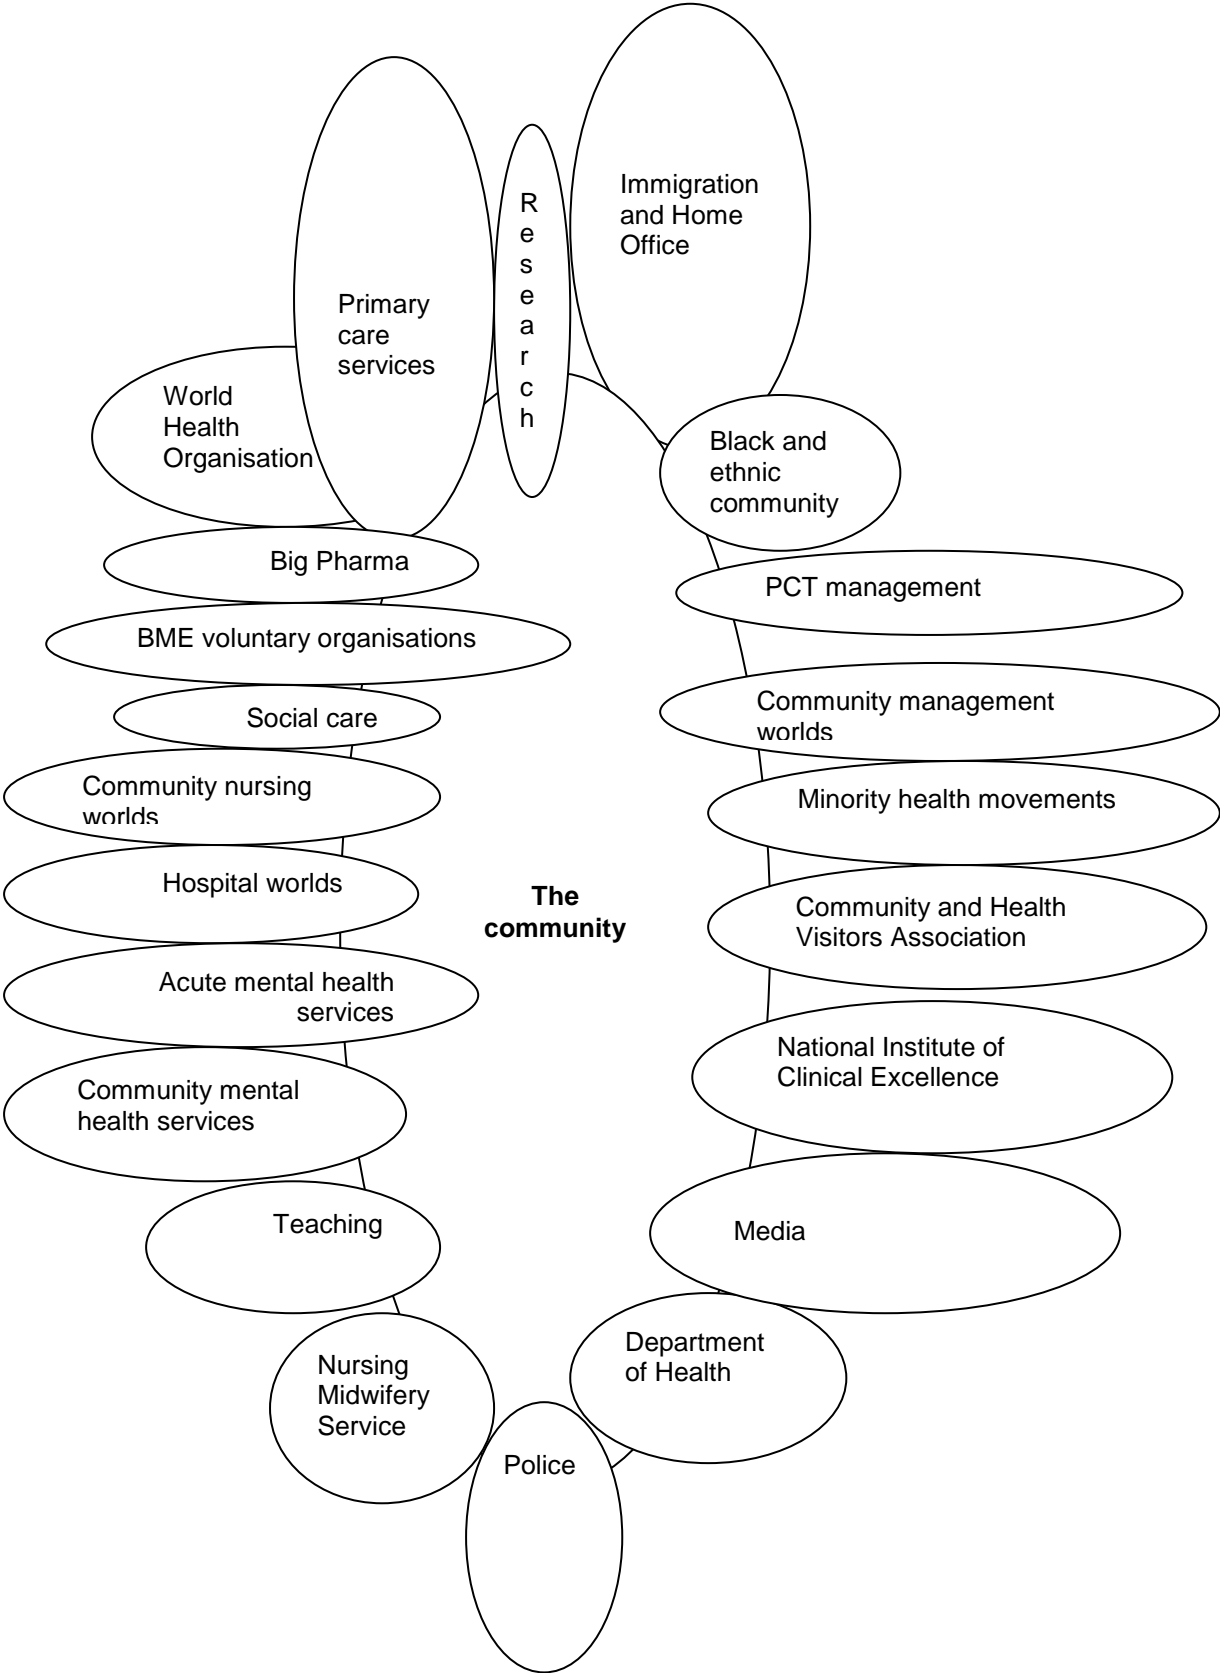 Immigration
and Home
Office
Research
Primary
care
services
World
Health
Organisation
Black and
ethnic
community
Big Pharma
PCT management
BME voluntary organisations
Social care
Community management
worlds
Community nursing
worlds
Minority health movements
Hospital worlds
The
community
Community and Health
Visitors Association
Acute mental health
services
National Institute of
Clinical Excellence
Community mental
health services
Teaching
Media
Department
of Health
Nursing
Midwifery
Service
Police